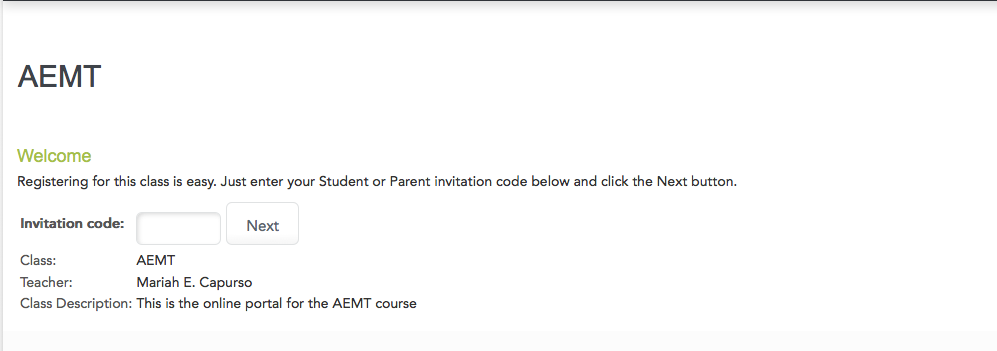 AEMT
Welcome
Registering for this class is easy. Just enter your Student or Parent invitation code below and click the Next button.
Invitation code: Next
Class: AEMT
Teacher: Mariah E. Capurso
Class Description: This is the online portal for the AEMT course